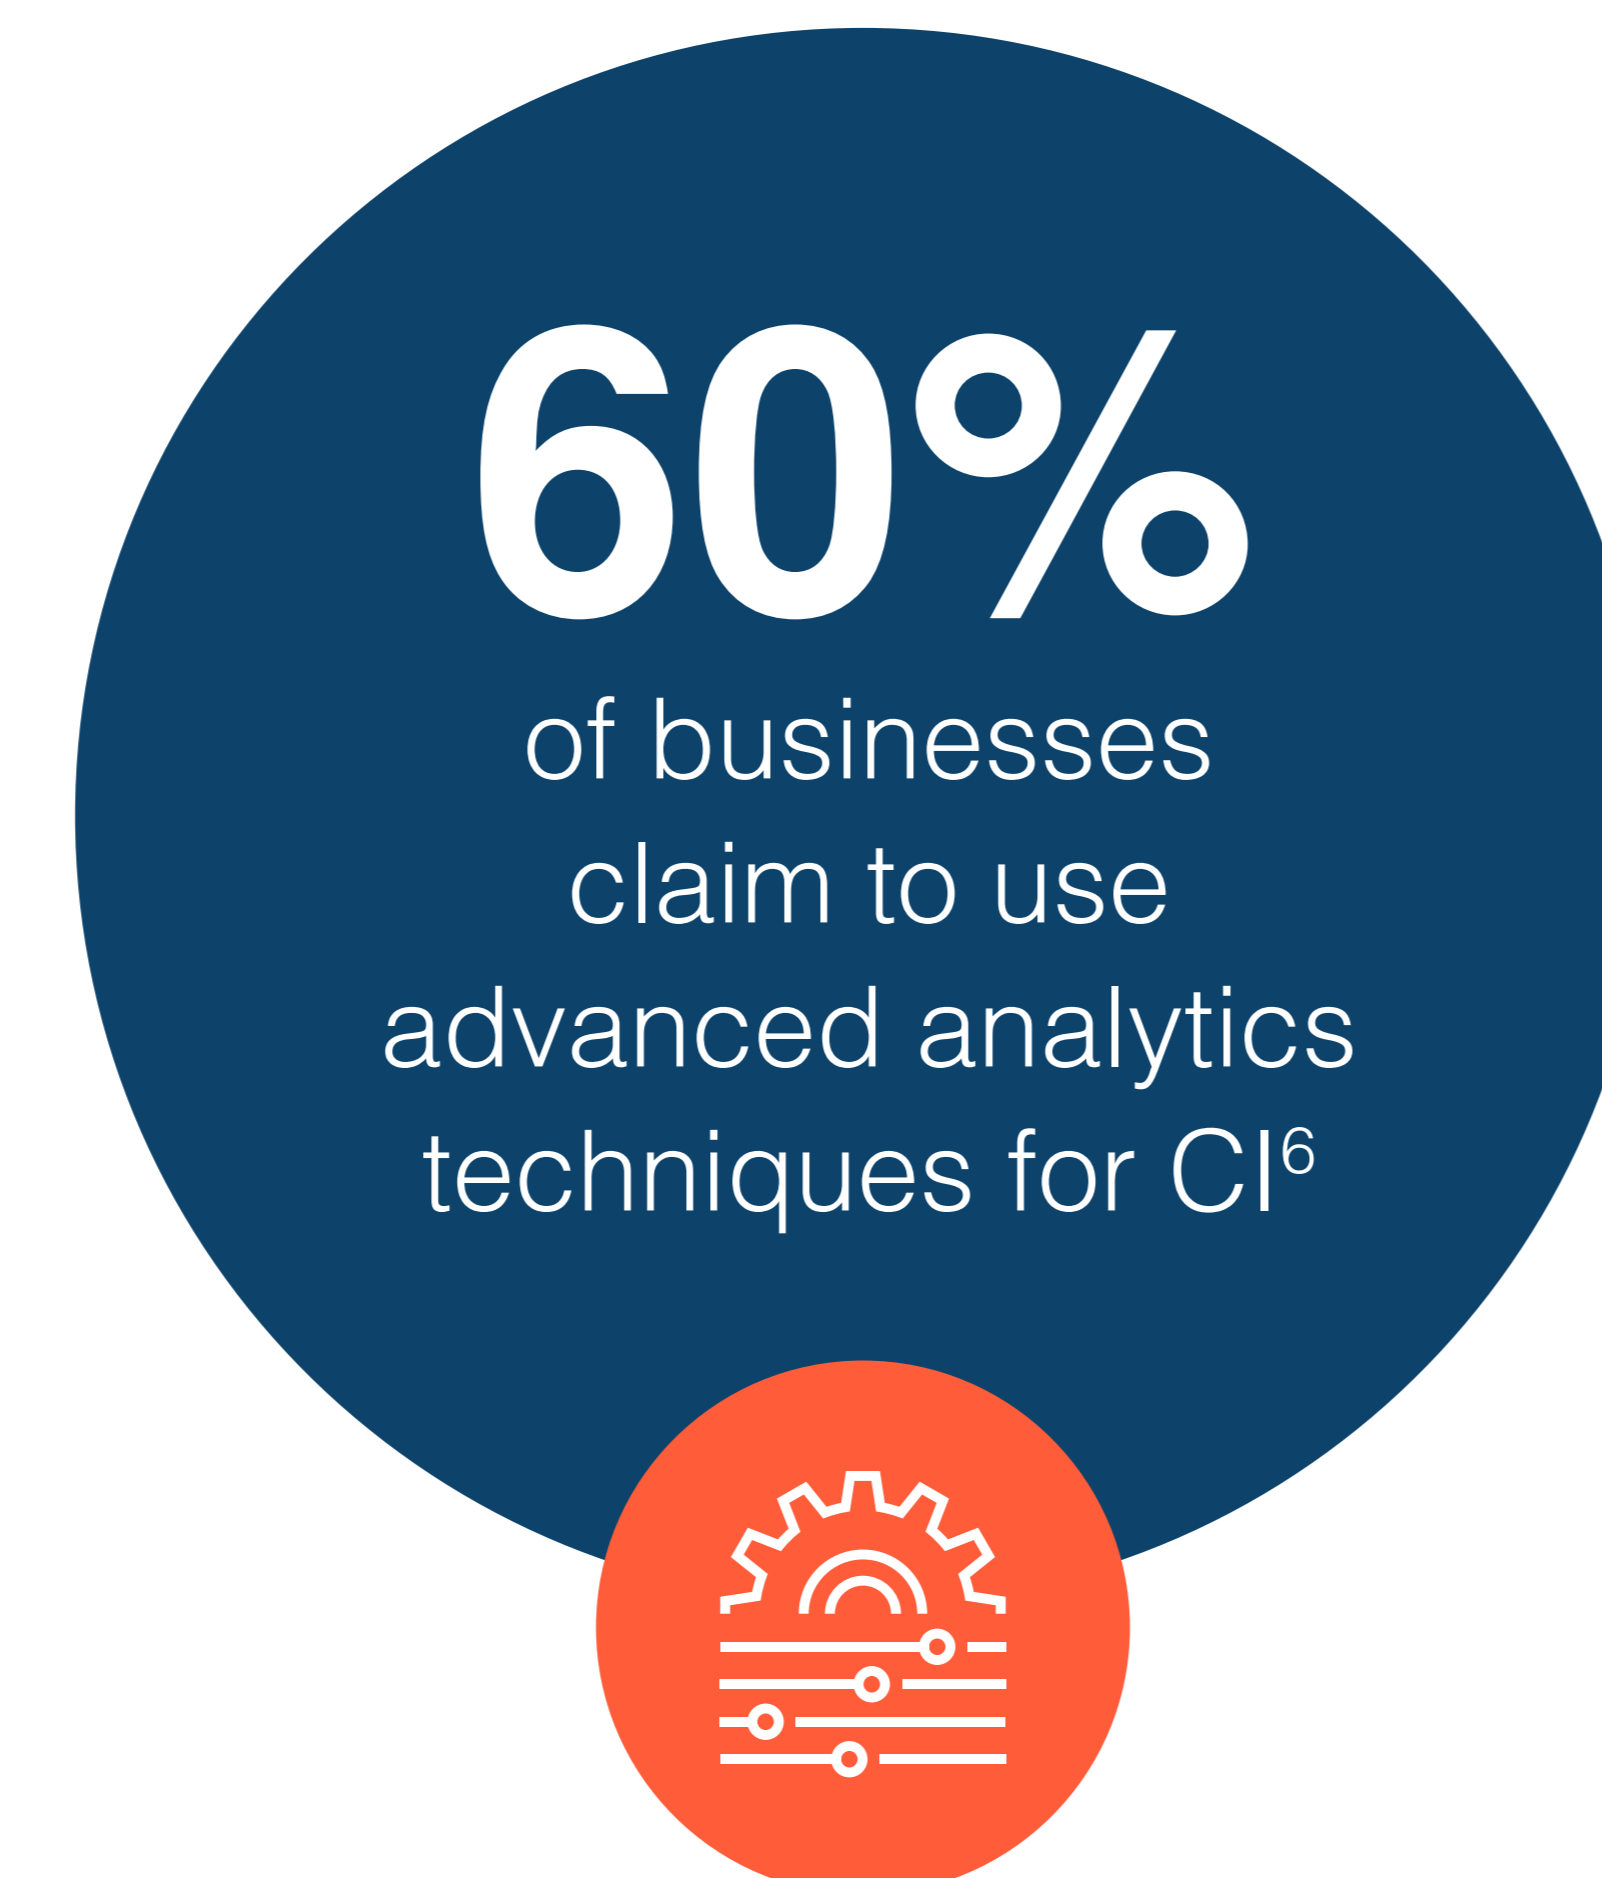 60%
of businesses
claim to use
advanced analytics
techniques for CI⁶